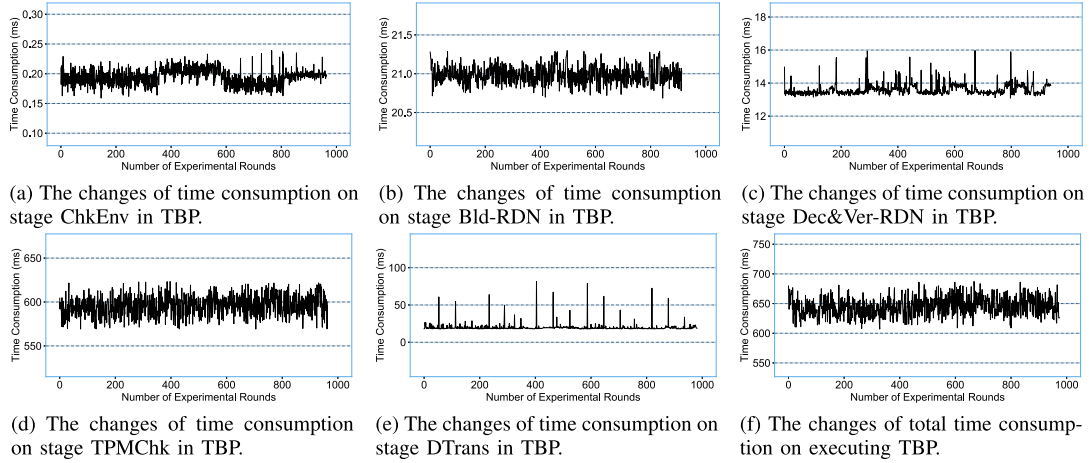 0.30
0.25
0.20
0.15
0.10
Time Consumption (ms)
0 200 400 600 800 1000
Number of Experimental Rounds
(a) The changes of time consumption on
stage ChkEnv in TBP.
21.5
21.0
20.5
Time Consumption (ms)
0 200 400 600 800 1000
Number of Experimental Rounds
(b) The changes of time consumption
on stage Bld-RDN in TBP.
18
16
14
12
Time Consumption (ms)
0 200 400 600 800 1000
Number of Experimental Rounds
(c) The changes of time consumption on
stage Dec&Ver-RDN in TBP.
650
600
550
Time Consumption (ms)
0 200 400 600 800 1000
Number of Experimental Rounds
(d) The changes of time consumption
on stage TPMChk in TBP.
100
50
0
Time Consumption (ms)
0 200 400 600 800 1000
Number of Experimental Rounds
(e) The changes of time consumption on
stage DTrans in TBP.
750
700
650
600
550
Time Consumption (ms)
0 200 400 600 800 1000
Number of Experimental Rounds
(f) The changes of total time consump-
tion on executing TBP.